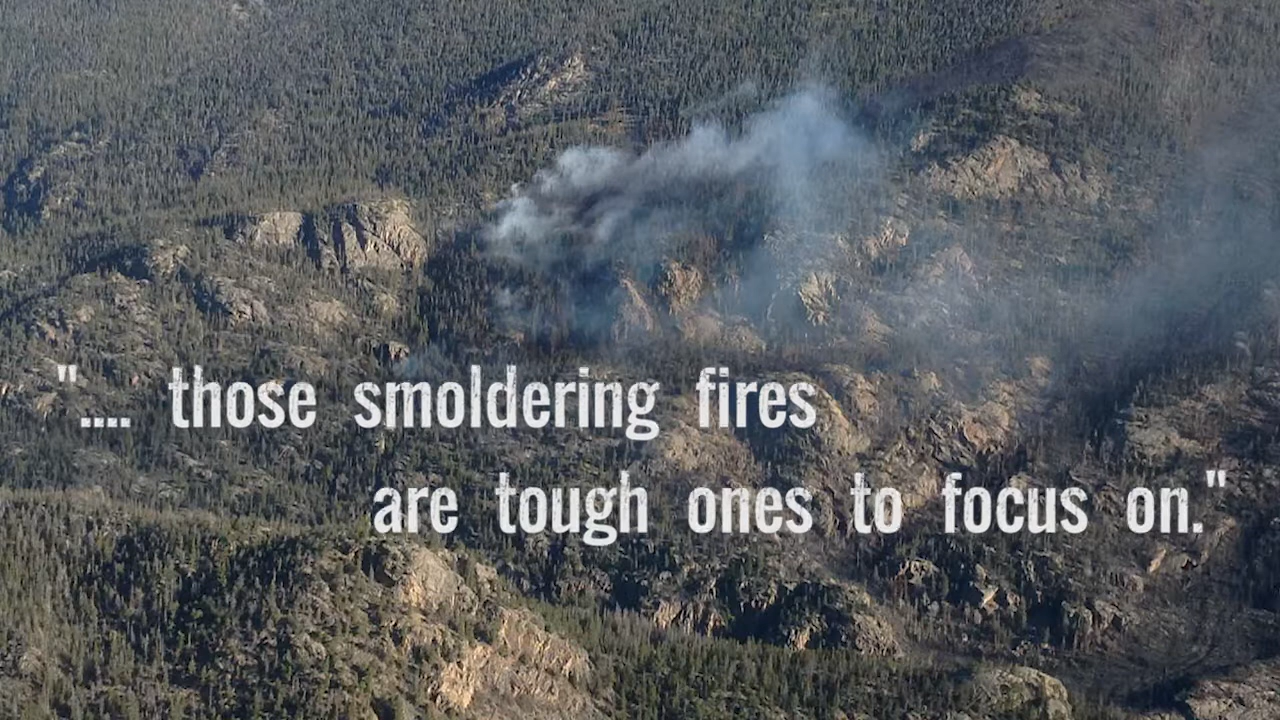 ".... those smoldering fires
are tough ones to focus on."